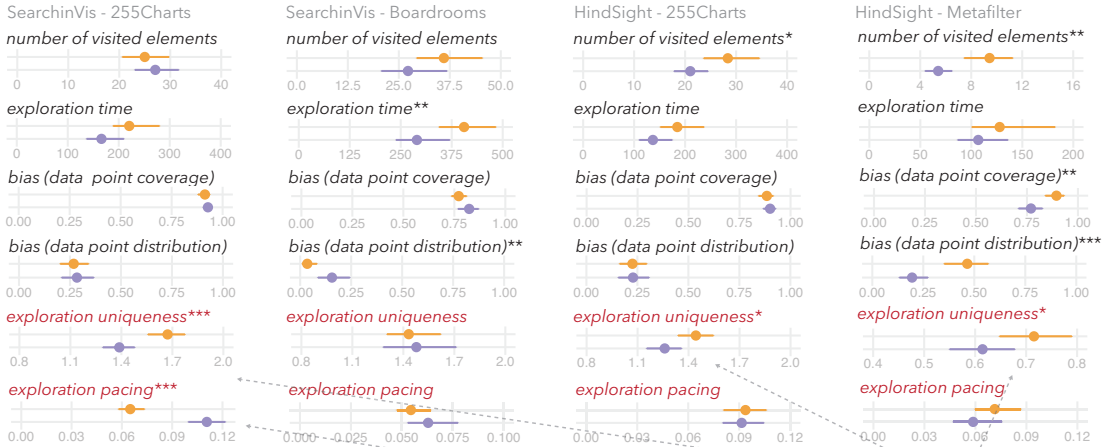 SearchinVis - 255Charts SearchinVis - Boardrooms HindSight - 255Charts HindSight - Metafilter
number of visited elements number of visited elements number of visited elements* number of visited elements**
0 20 40 0.0 12.5 25.0 37.5 50.0 0 20 40 0 4 8 12 16
exploration time exploration time** exploration time exploration time
0 100 200 300 400 0 125 250 375 500 0 100 200 300 400 0 50 100 150 200
bias (data point coverage) bias (data point coverage) bias (data point coverage) bias (data point coverage)**
0.00 0.25 0.50 0.75 1.00 0.00 0.25 0.50 0.75 1.00 0.00 0.25 0.50 0.75 1.00 0.00 0.25 0.50 0.75 1.00
bias (data point distribution) bias (data point distribution)** bias (data point distribution) bias (data point distribution)***
0.00 0.25 0.50 0.75 1.00 0.00 0.25 0.50 0.75 1.00 0.00 0.25 0.50 0.75 1.00 0.00 0.25 0.50 0.75 1.00
exploration uniqueness*** exploration uniqueness exploration uniqueness* exploration uniqueness*
0.8 1.1 1.4 1.7 2.0 0.8 1.1 1.4 1.7 2.0 0.8 1.1 1.4 1.7 2.0 0.4 0.5 0.6 0.7 0.8
exploration pacing*** exploration pacing exploration pacing exploration pacing
0.00 0.03 0.06 0.09 0.12 0.000 0.025 0.050 0.075 0.100 0.00 0.03 0.06 0.09 0.12 0.00 0.03 0.06 0.09 0.12